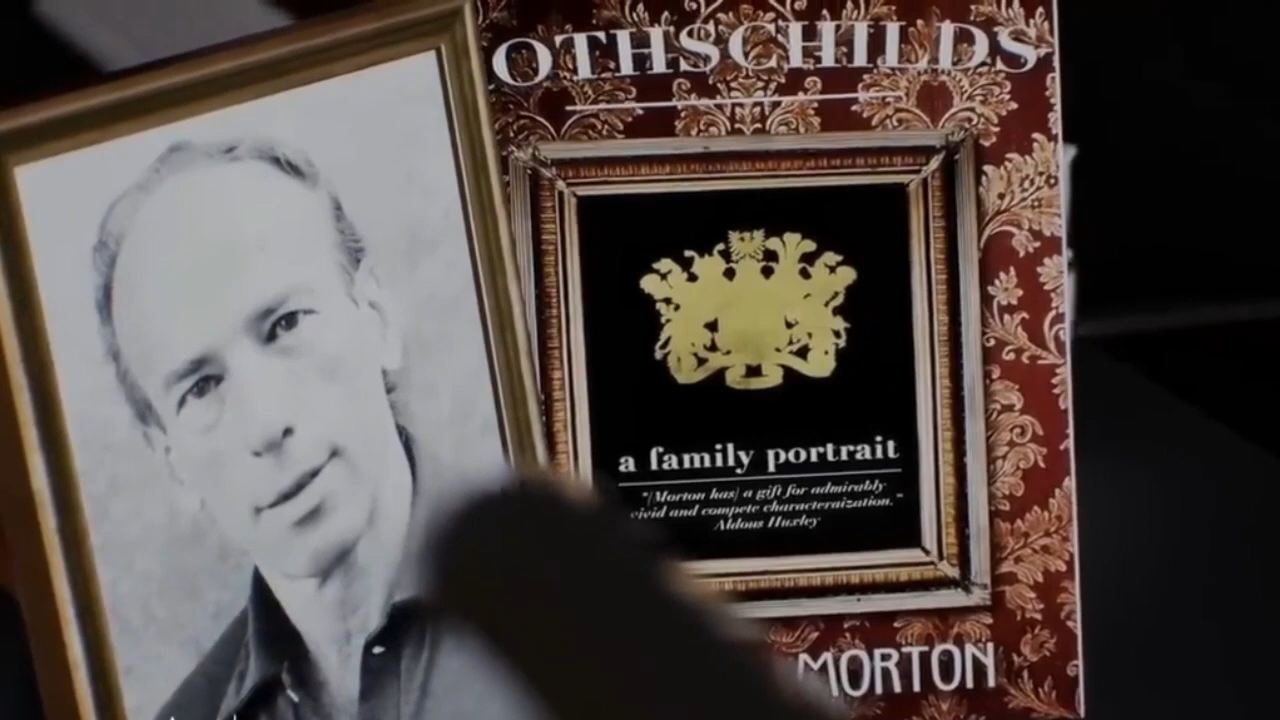 OTHSCHILDS
a family portrait
"[Morton has] a gift for admirably
vivid and compete characteraization."
Aldous Huxley
MORTON